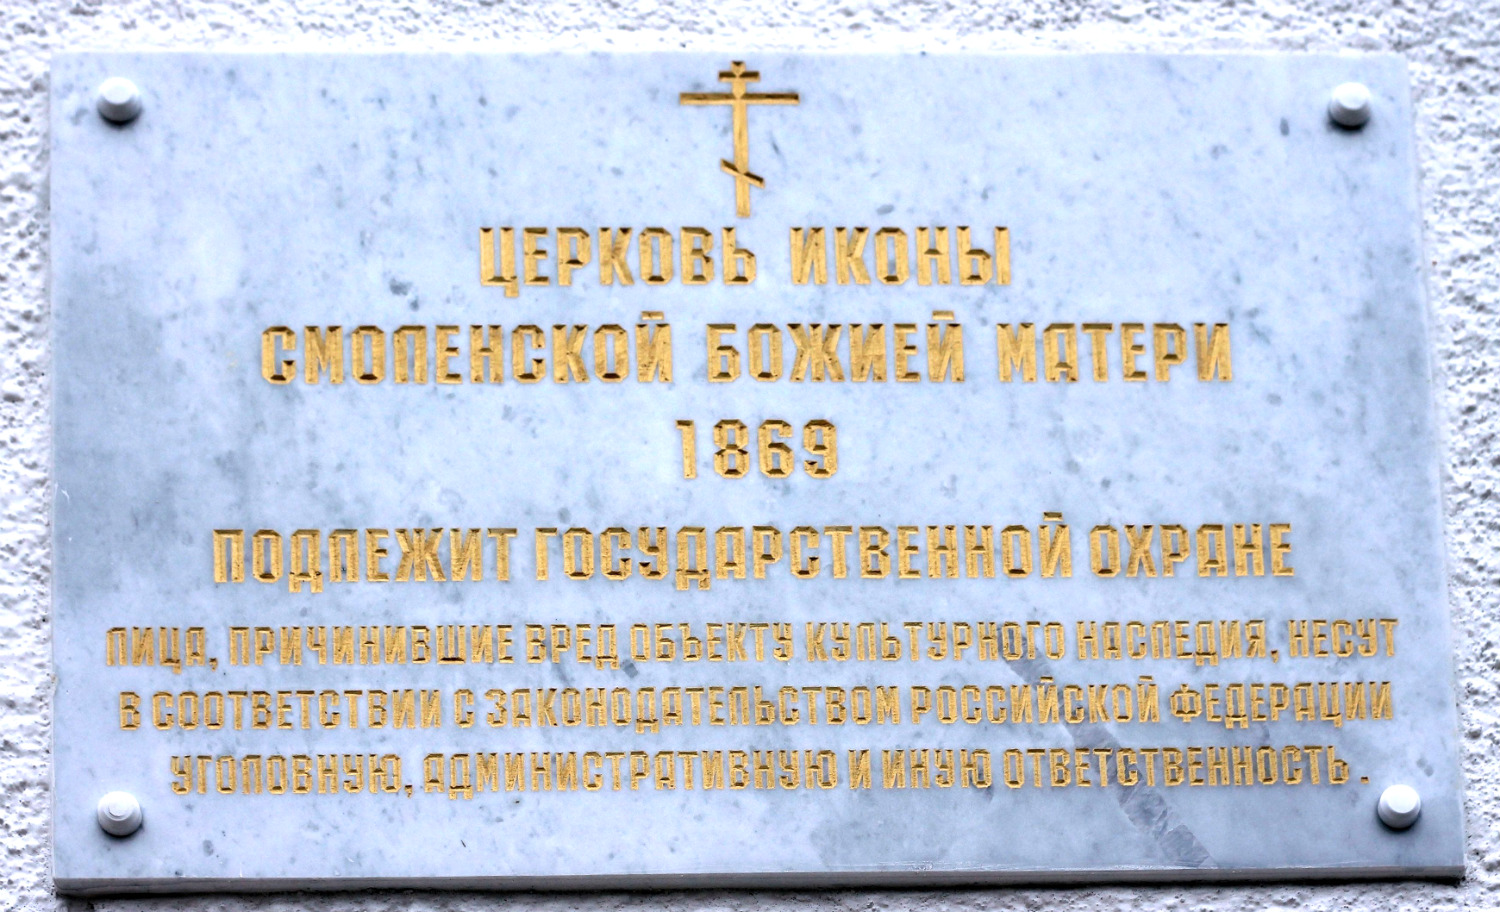 ЦЕРКОВЬ ИКОНЫ
СМОЛЕНСКОЙ БОЖИЕЙ МАТЕРИ
1869
ПОДЛЕЖИТ ГОСУДАРСТВЕННОЙ ОХРАНЕ
ЛИЦА, ПРИЧИНИВШИЕ ВРЕД ОБЪЕКТУ КУЛЬТУРНОГО НАСЛЕДИЯ, НЕСУТ
В СООТВЕТСТВИИ С ЗАКОНОДАТЕЛЬСТВОМ РОССИЙСКОЙ ФЕДЕРАЦИИ
УГОЛОВНУЮ, АДМИНИСТРАТИВНУЮ И ИНУЮ ОТВЕТСТВЕННОСТЬ.